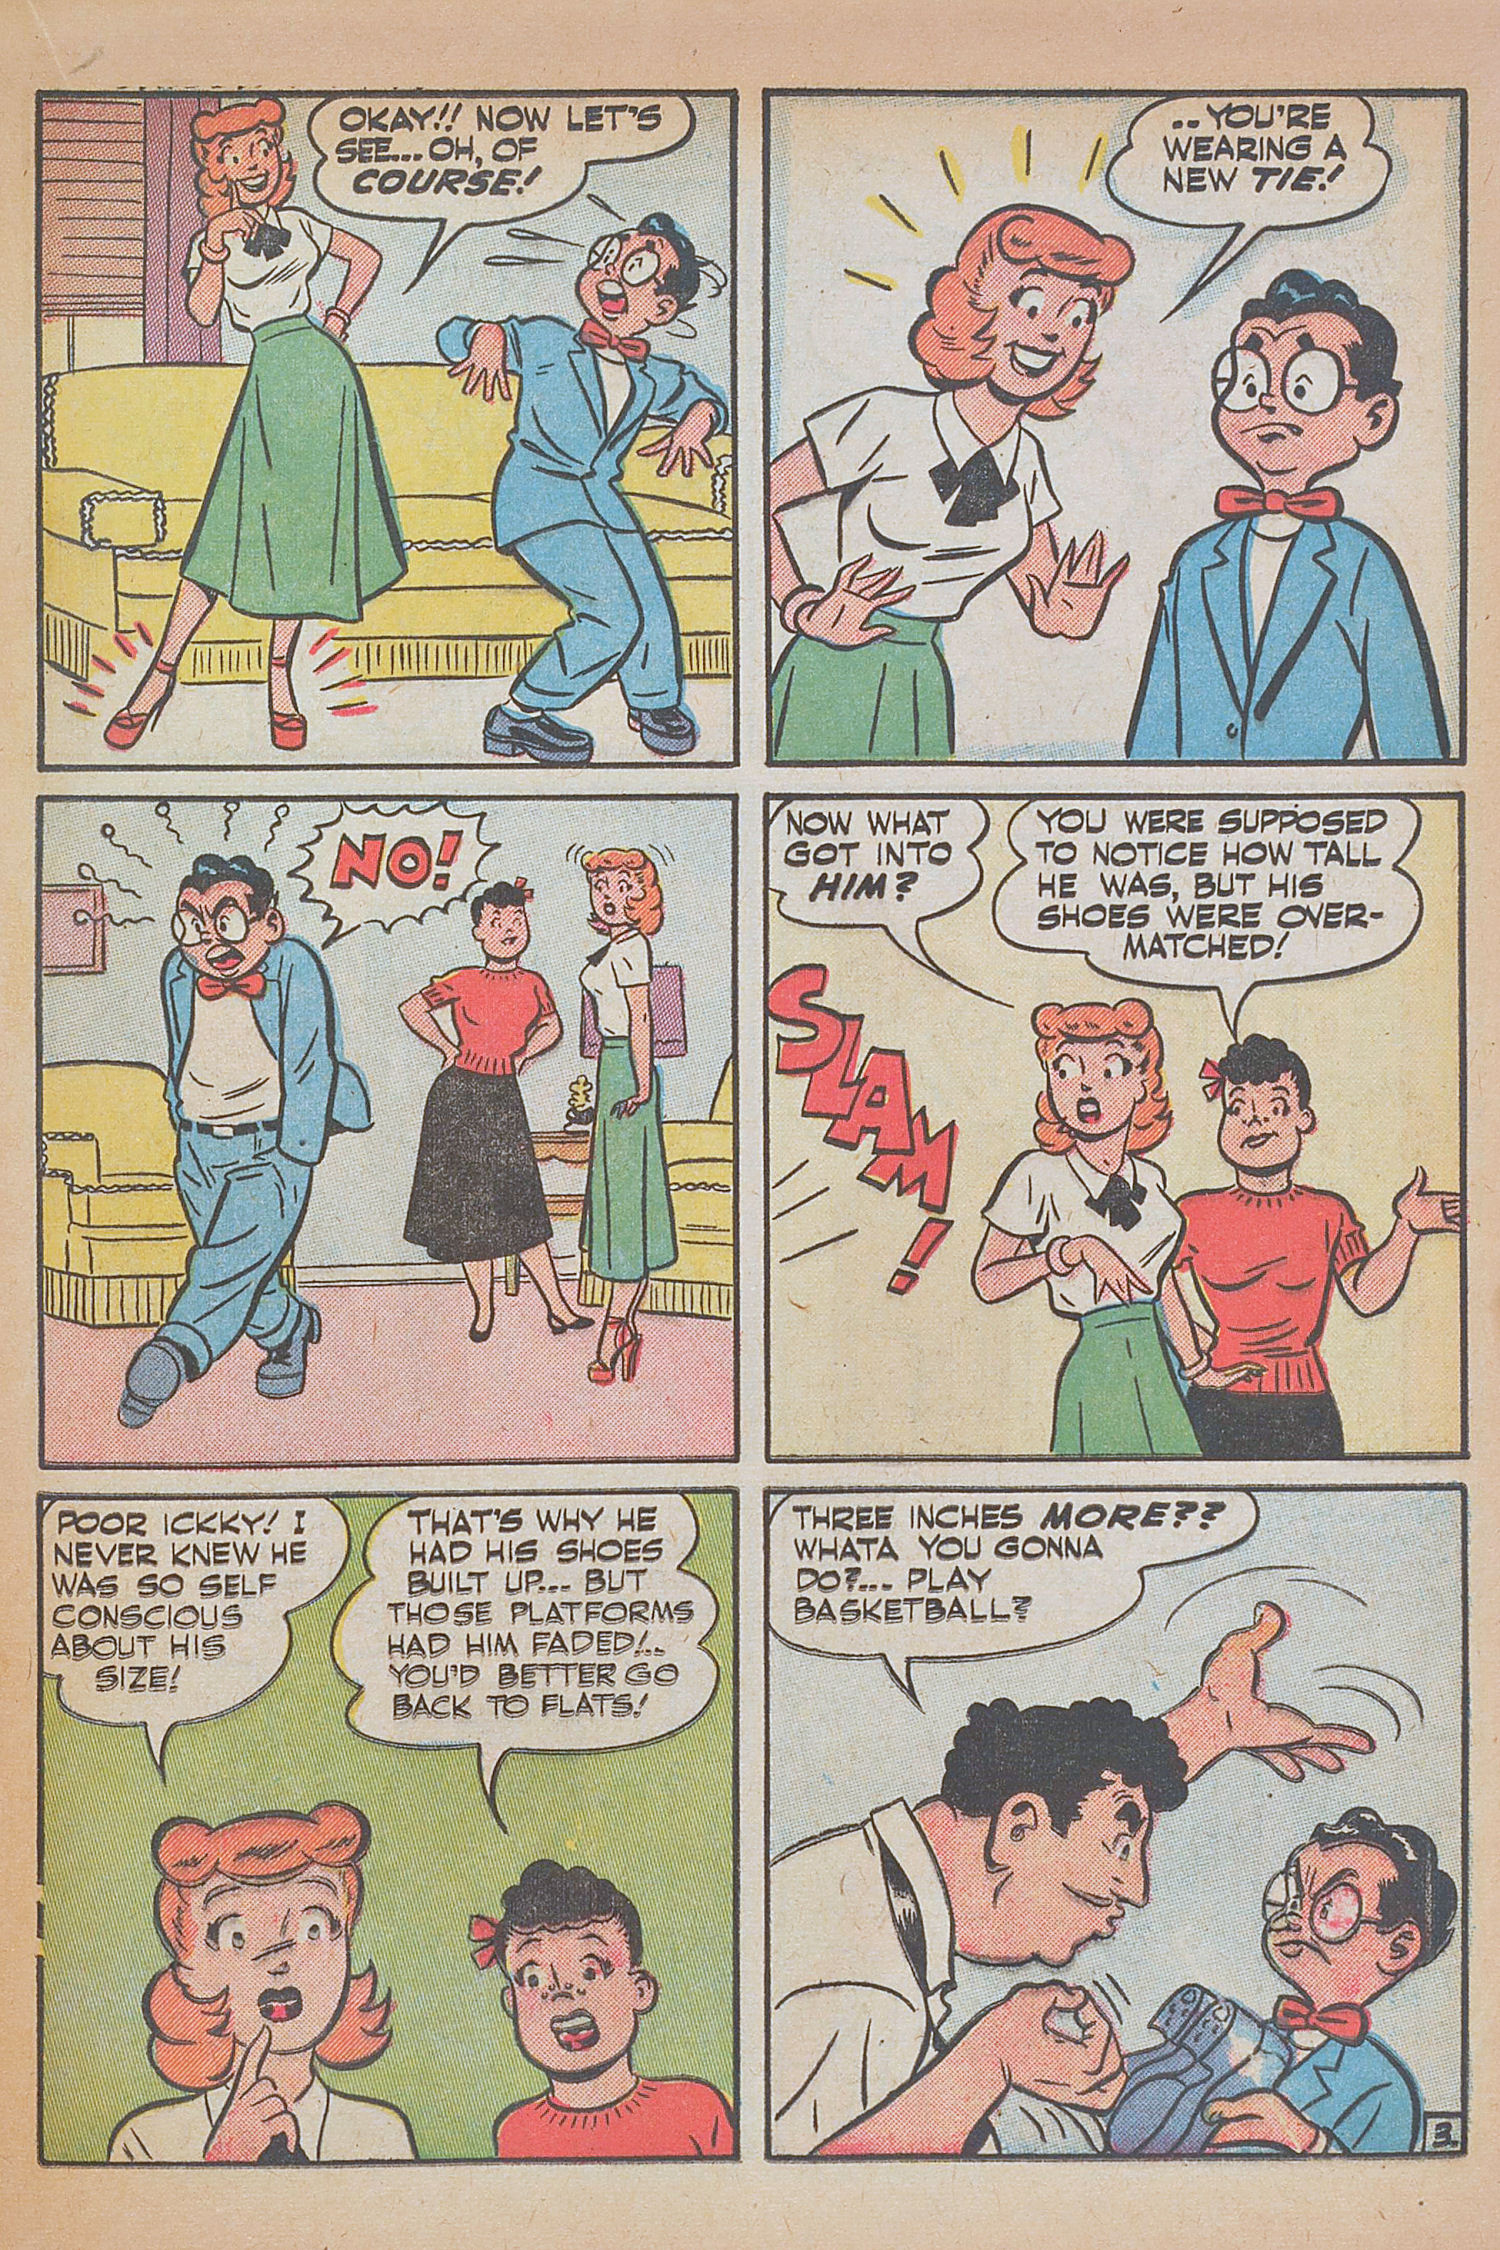 OKAY!! NOW LET'S
SEE... OH, OF
COURSE!
.. YOU'RE
WEARING A
NEW TIE!
NO!
NOW WHAT
GOT INTO
HIM?
YOU WERE SUPPOSED
TO NOTICE HOW TALL
HE WAS, BUT HIS
SHOES WERE OVER-
MATCHED!
SLAM!
POOR ICKKY! I
NEVER KNEW HE
WAS SO SELF
CONSCIOUS
ABOUT HIS
SIZE!
THAT'S WHY HE
HAD HIS SHOES
BUILT UP... BUT
THOSE PLATFORMS
HAD HIM FADED!..
YOU'D BETTER GO
BACK TO FLATS!
THREE INCHES MORE??
WHATA YOU GONNA
DO?... PLAY
BASKETBALL?
3.